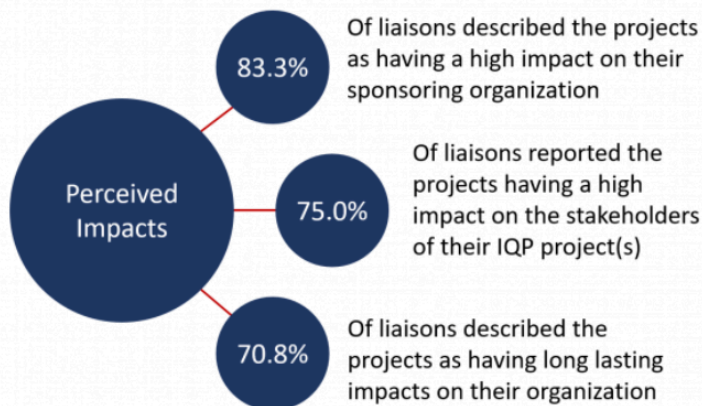 Perceived
Impacts
83.3%
Of liaisons described the projects
as having a high impact on their
sponsoring organization
75.0%
Of liaisons reported the
projects having a high
impact on the stakeholders
of their IQP project(s)
70.8%
Of liaisons described the
projects as having long lasting
impacts on their organization